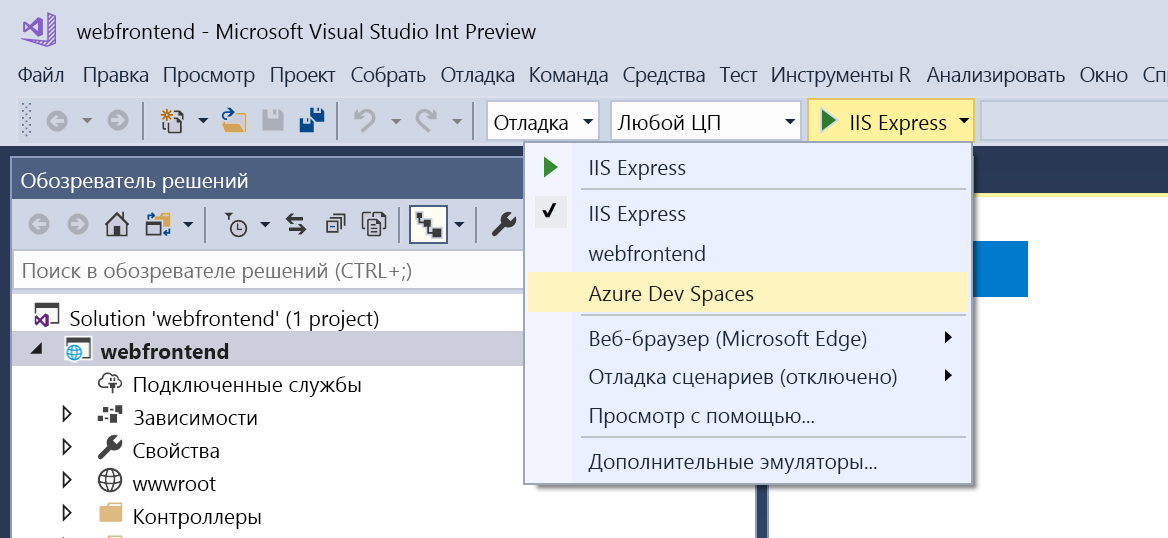 webfrontend - Microsoft Visual Studio Int Preview
Файл Правка Просмотр Проект Собрать Отладка Команда Средства Тест Инструменты R Анализировать Окно Сп
Отладка Любой ЦП IIS Express
Обозреватель решений
Поиск в обозревателе решений (CTRL+;)
Solution 'webfrontend' (1 project)
webfrontend
Подключенные службы
Зависимости
Свойства
wwwroot
Контроллеры
IIS Express
IIS Express
webfrontend
Azure Dev Spaces
Веб-браузер (Microsoft Edge)
Отладка сценариев (отключено)
Просмотр с помощью...
Дополнительные эмуляторы...